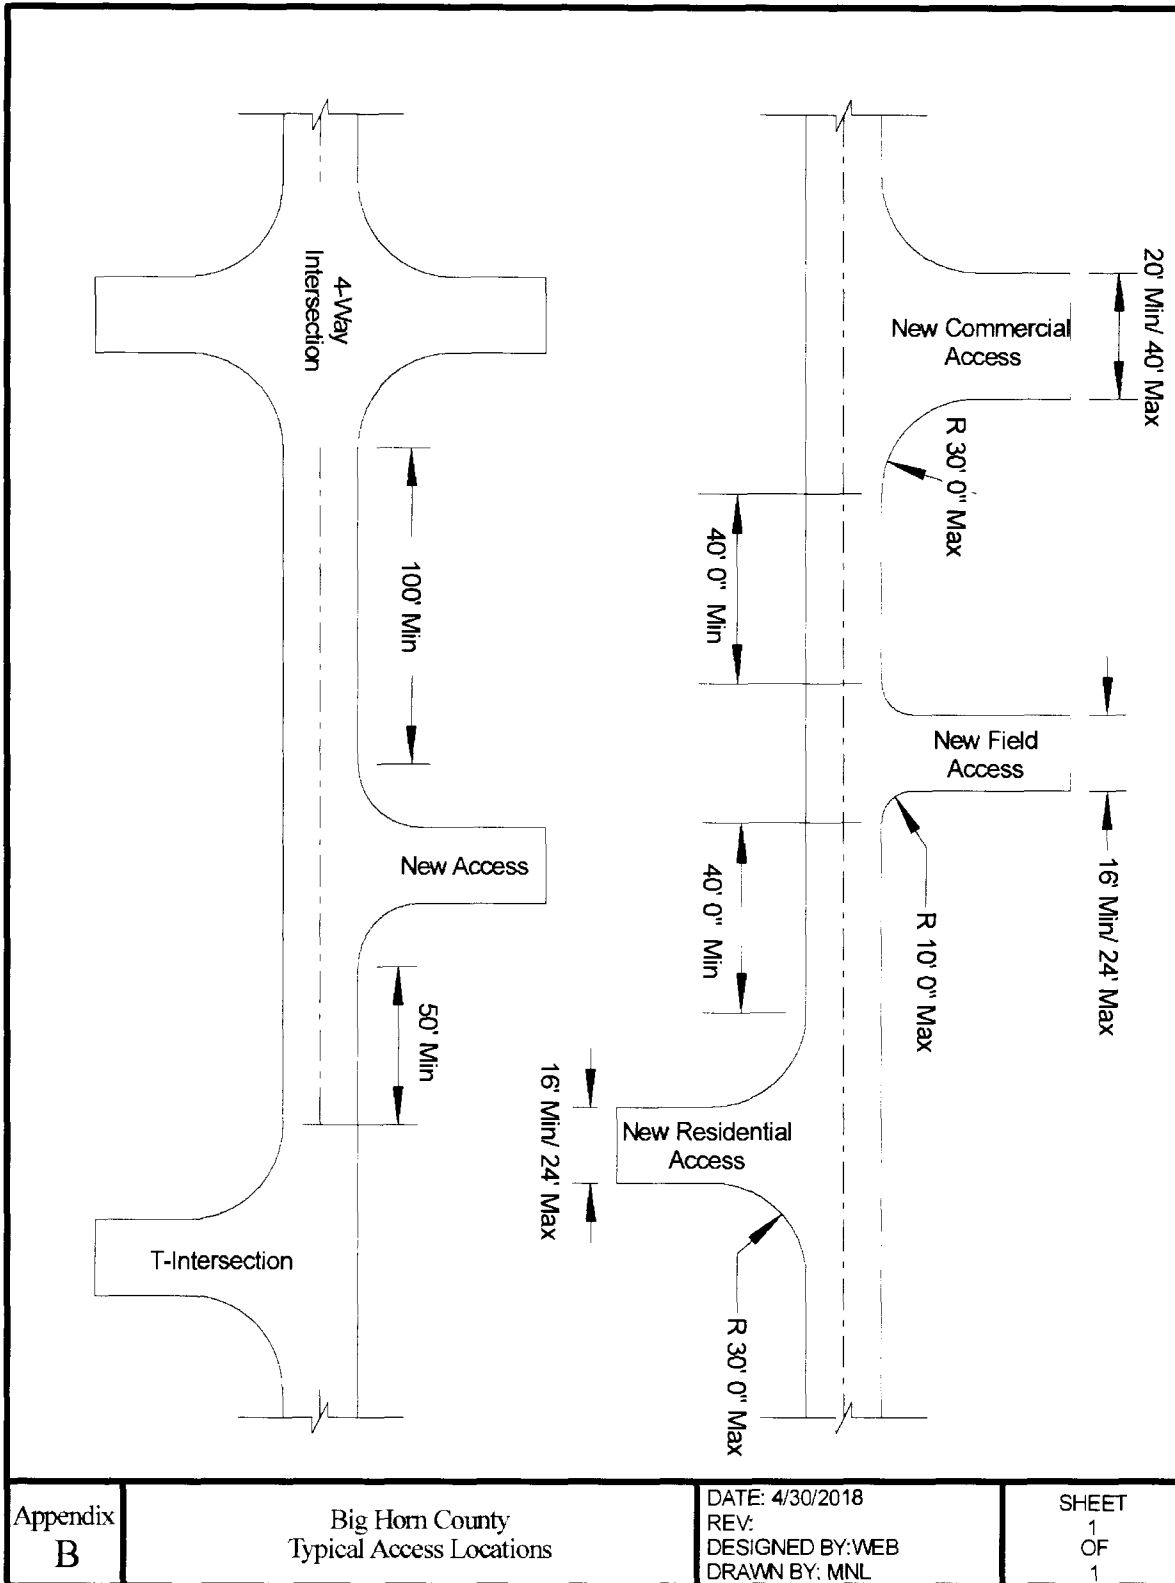 4-Way
Intersection
100' Min
New Access
50' Min
T-Intersection
20' Min/ 40' Max
New Commercial
Access
R 30' 0" Max
40' 0" Min
New Field
Access
16' Min/ 24' Max
R 10' 0" Max
40' 0" Min
16' Min/ 24' Max
New Residential
Access
R 30' 0" Max
Appendix
B
Big Horn County
Typical Access Locations
DATE: 4/30/2018
REV:
DESIGNED BY: WEB
DRAWN BY: MNL
SHEET
1
OF
1